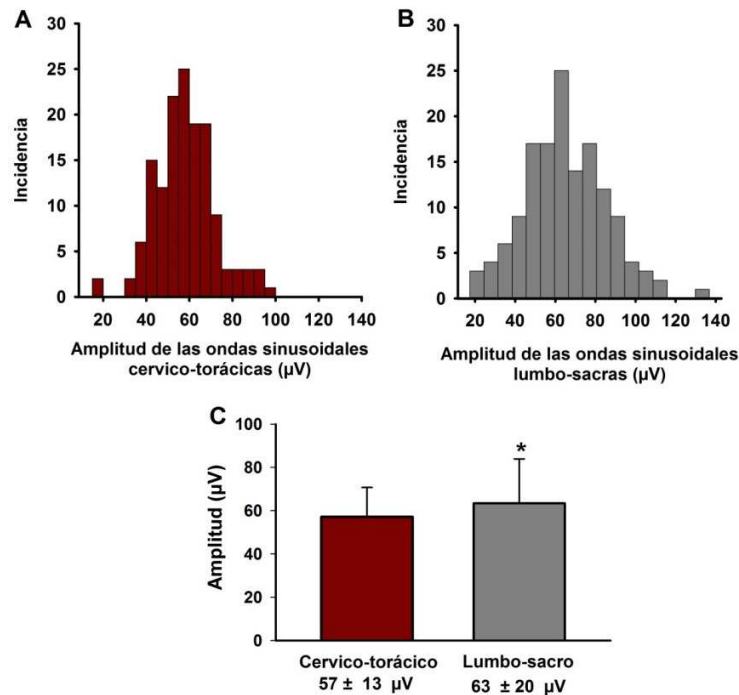 A
30
25
20
15
10
5
0
Incidencia
20 40 60 80 100 120 140
Amplitud de las ondas sinusoidales
cervico-torácicas (µV)
B
30
25
20
15
10
5
0
Incidencia
20 40 60 80 100 120 140
Amplitud de las ondas sinusoidales
lumbo-sacras (µV)
C
100
80
60
40
20
0
Amplitud (µV)
*
Cervico-torácico Lumbo-sacro
57 ± 13 µV 63 ± 20 µV